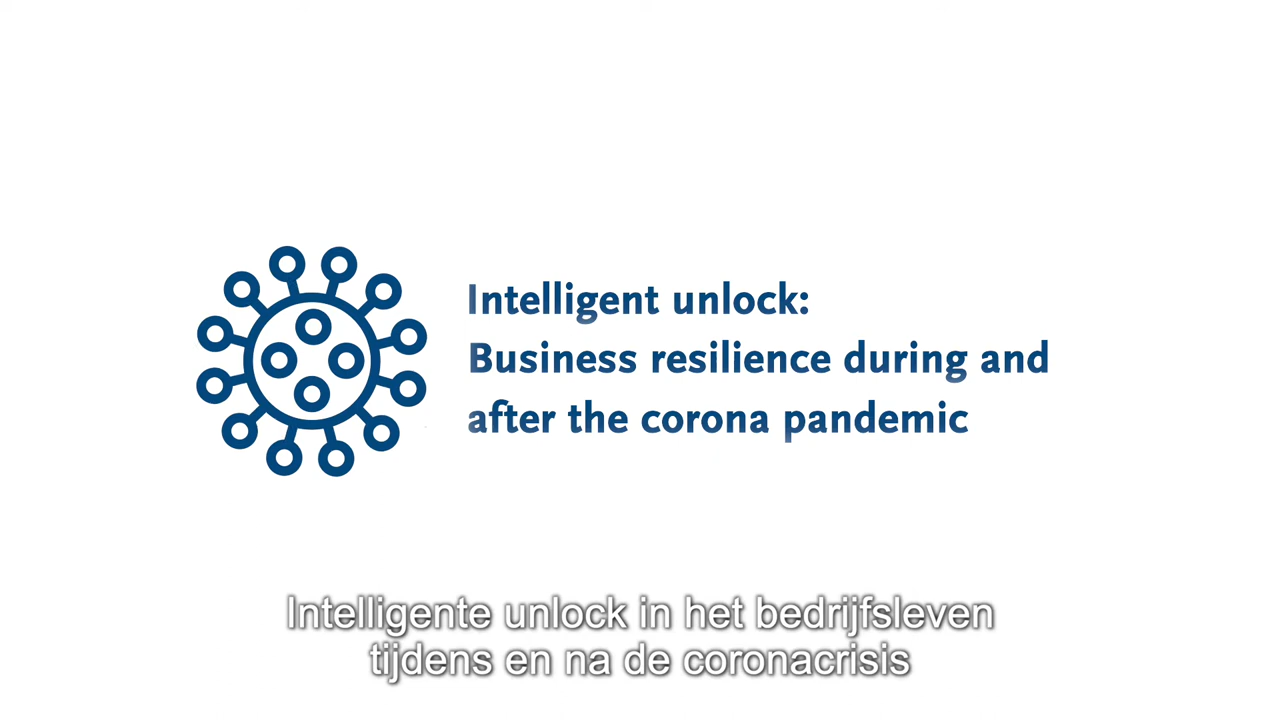 Intelligent unlock:
Business resilience during and
after the corona pandemic
Intelligente unlock in het bedrijfsleven
tijdens en na de coronacrisis